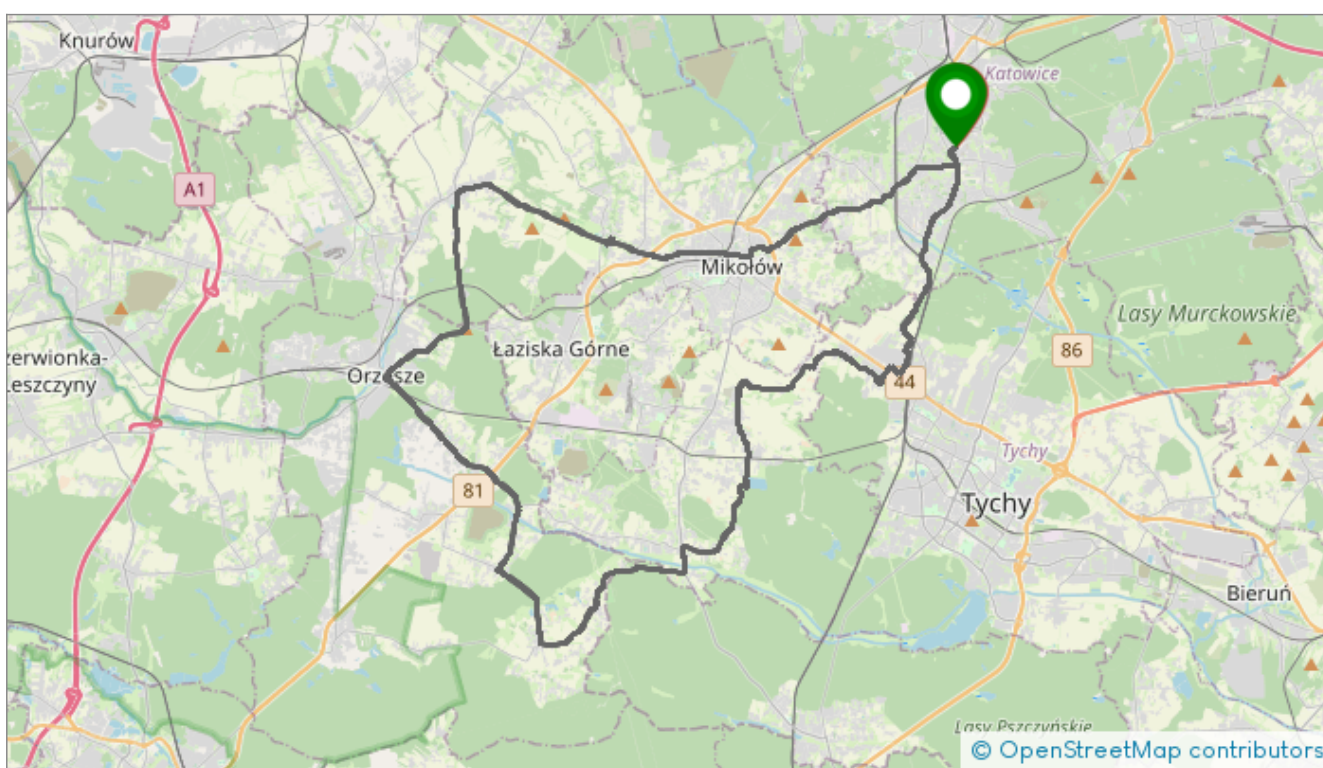 Knurów
Katowice
A1
Mikołów
Lasy Murckowskie
86
Łaziska Górne
zerwionka-
Leszczyny
Orzesze
44
Tychy
81
Tychy
Bieruń
Lasy Pszczyńskie
© OpenStreetMap contributors